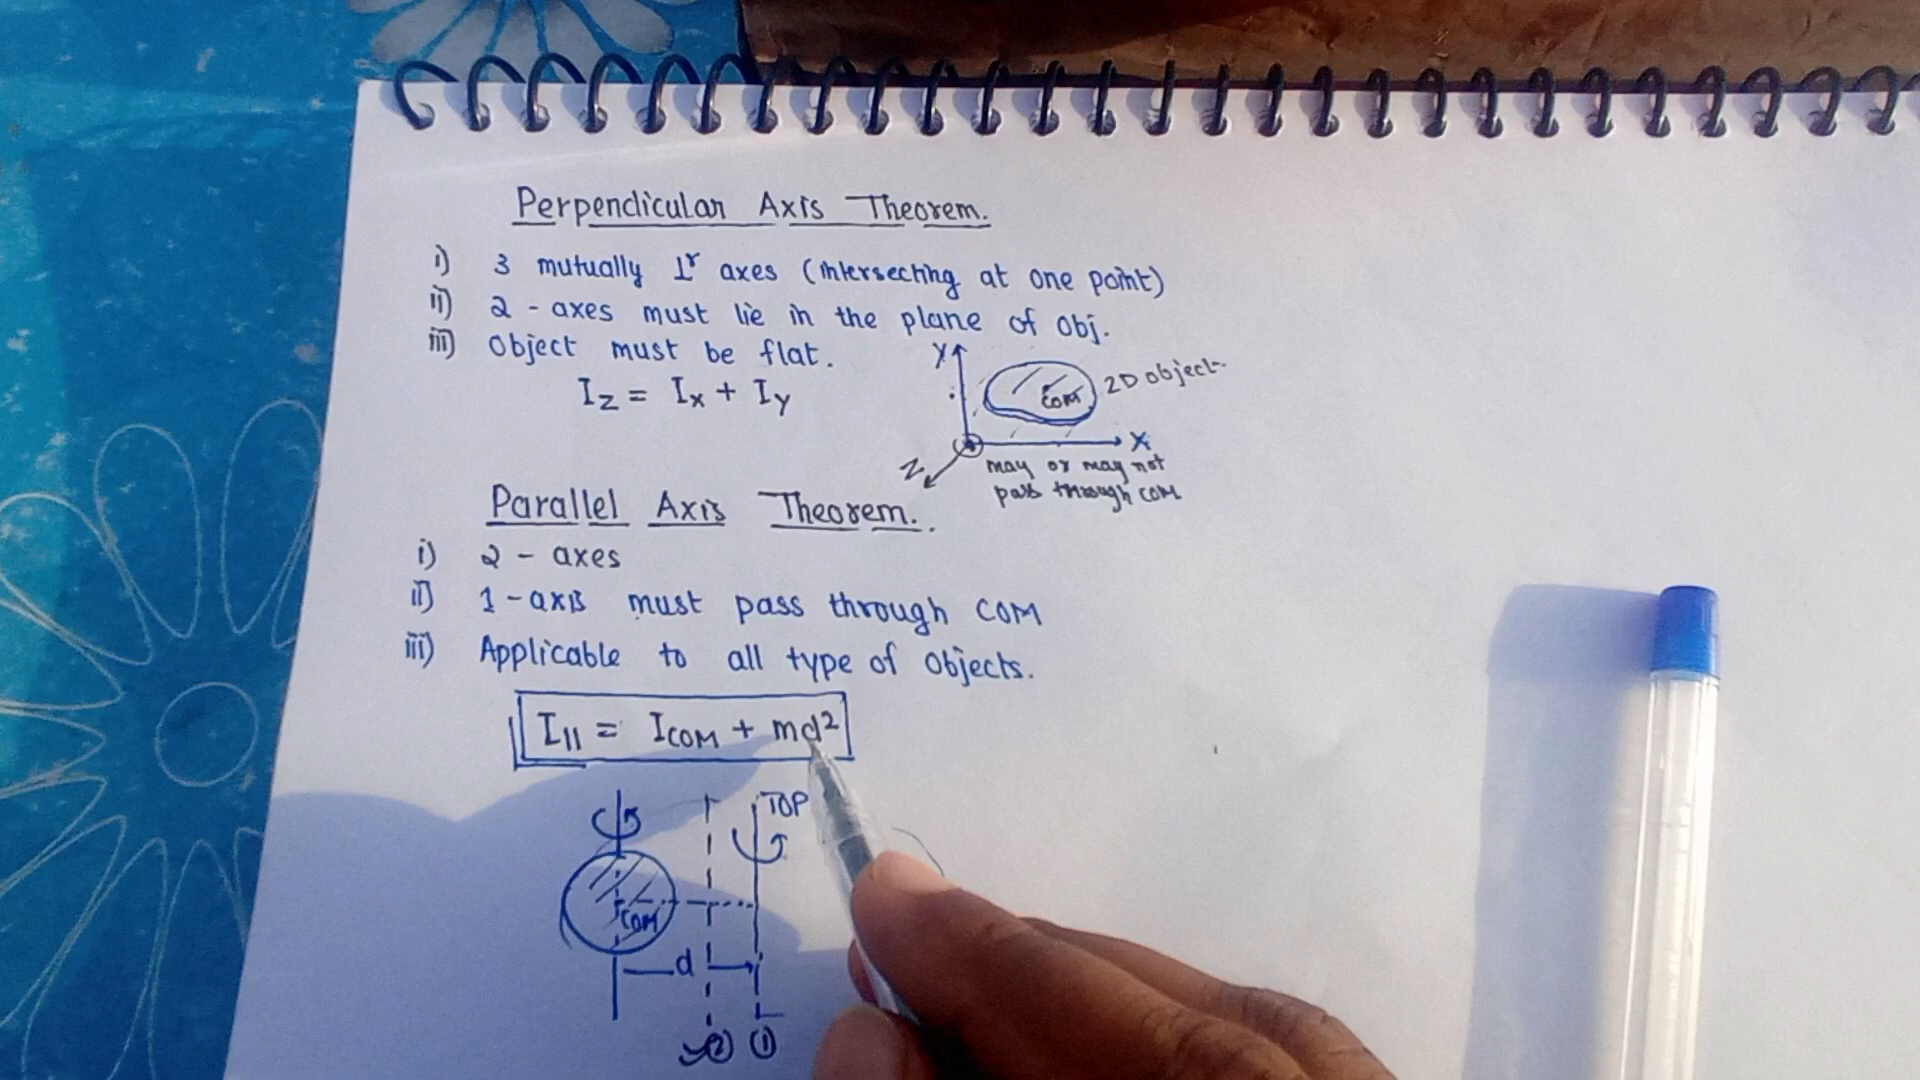 Perpendicular Axis Theorem.
i) 3 mutually ⊥r axes (intersecting at one point)
ii) 2 - axes must lie in the plane of Obj.
iii) Object must be flat.
Iz = Ix + Iy
Y
COM
2D object
X
Z
may or may not
pass through COM
Parallel Axis Theorem.
i) 2 - axes
ii) 1 - axis must pass through COM
iii) Applicable to all type of Objects.
I|| = ICOM + md²
TOP
COM
d
② ①